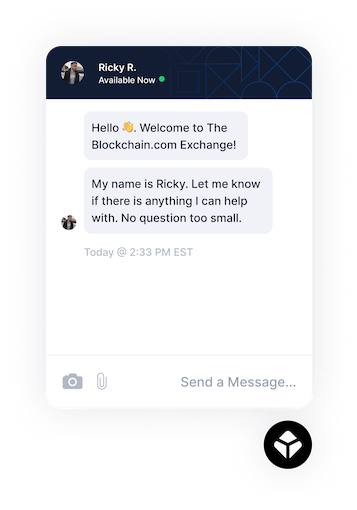 Ricky R.
Available Now
Hello 👋. Welcome to The
Blockchain.com Exchange!
My name is Ricky. Let me know
if there is anything I can help
with. No question too small.
Today @ 2:33 PM EST
Send a Message...